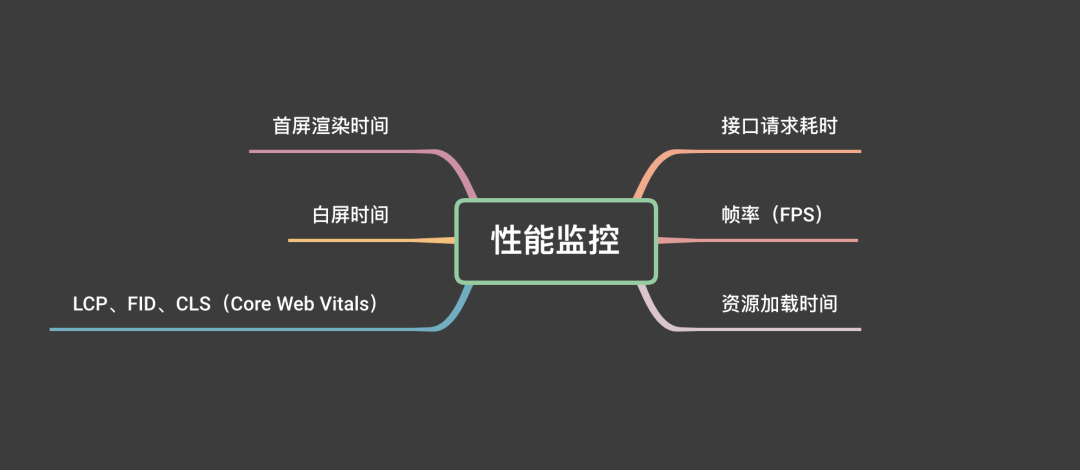 首屏渲染时间
接口请求耗时
白屏时间
性能监控
帧率（FPS）
LCP、FID、CLS（Core Web Vitals）
资源加载时间